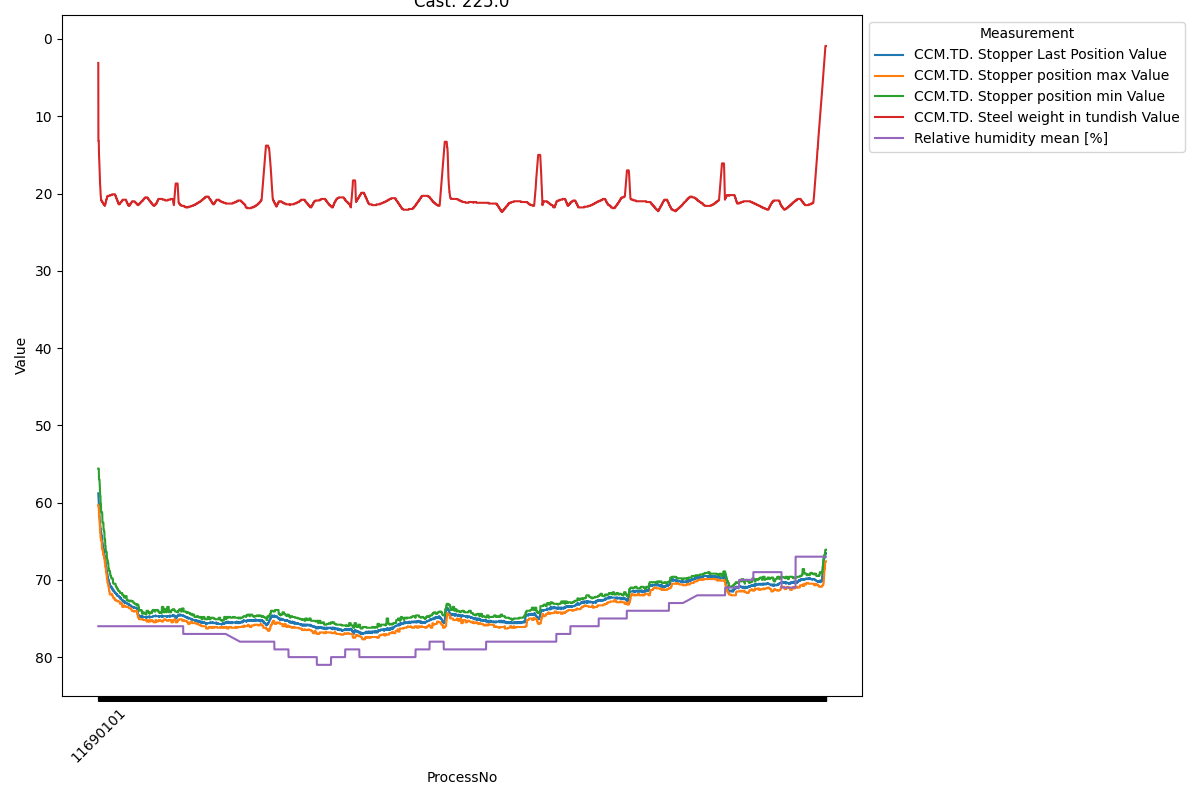 Cast: 225.0
Measurement
CCM.TD. Stopper Last Position Value
CCM.TD. Stopper position max Value
CCM.TD. Stopper position min Value
CCM.TD. Steel weight in tundish Value
Relative humidity mean [%]
0
10
20
30
40
50
60
70
80
Value
11690101
ProcessNo